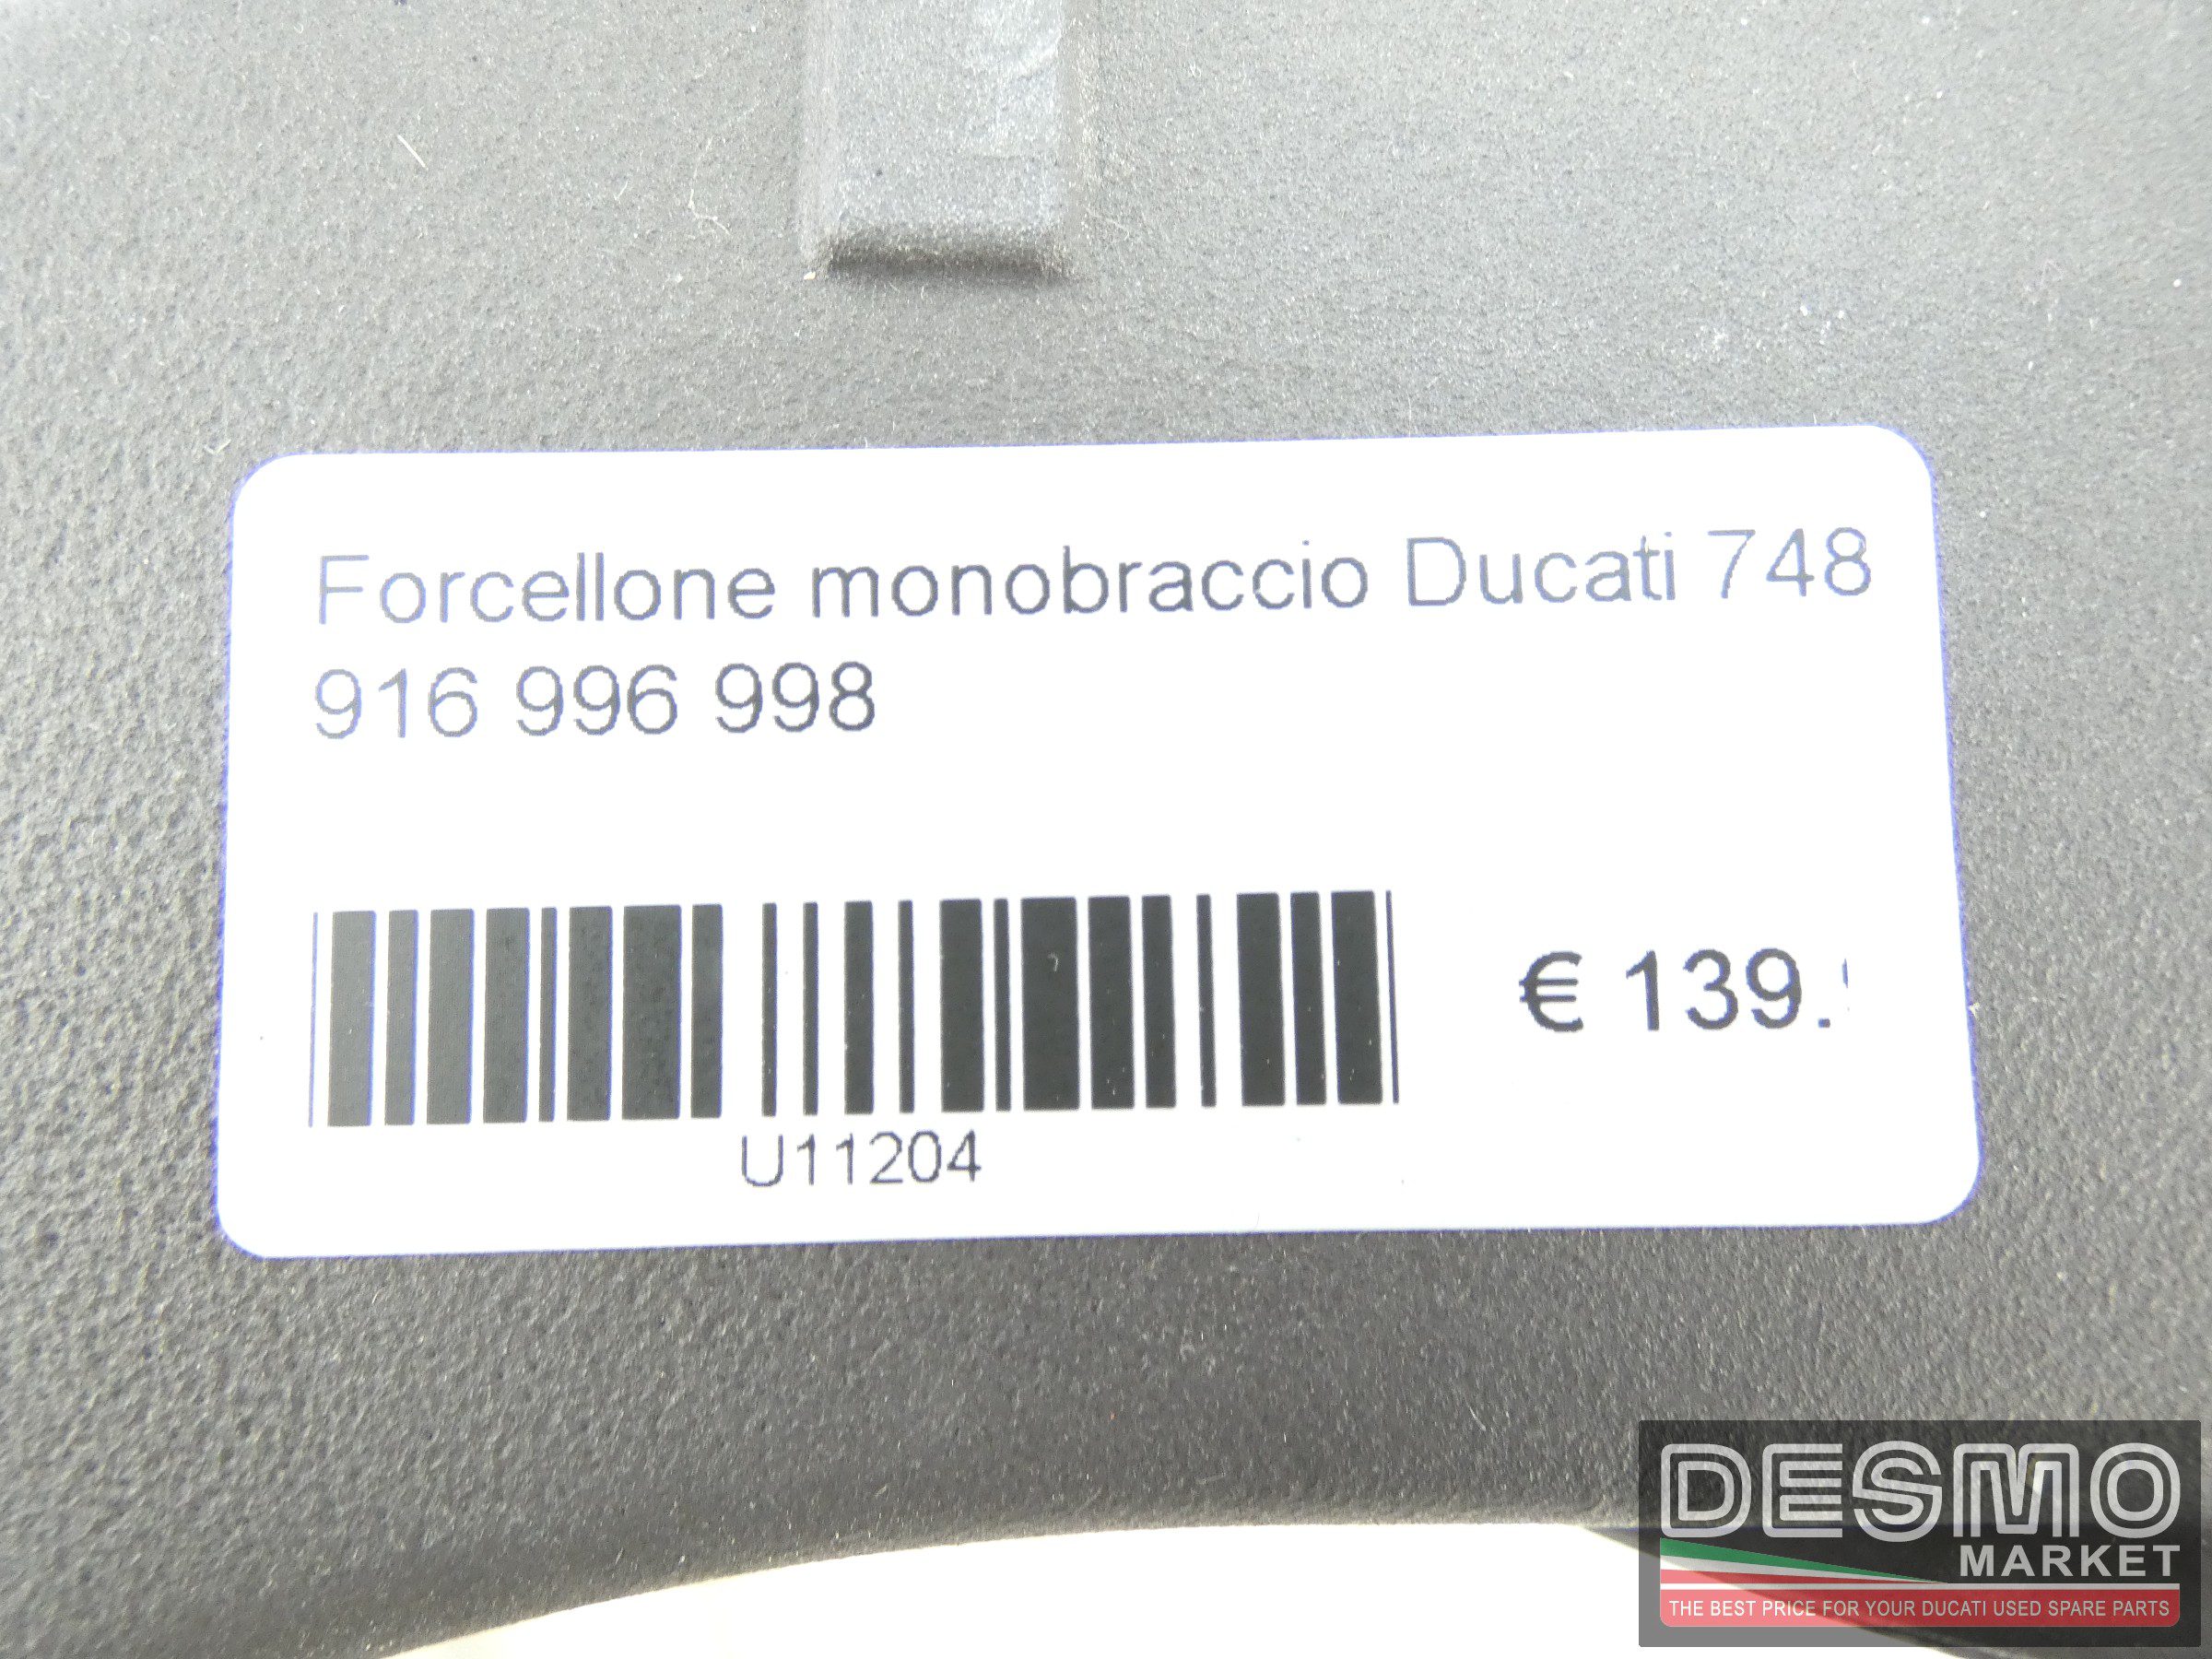 Forcellone monobraccio Ducati 748
916 996 998
€ 139.
U11204
DESMO
MARKET
THE BEST PRICE FOR YOUR DUCATI USED SPARE PARTS